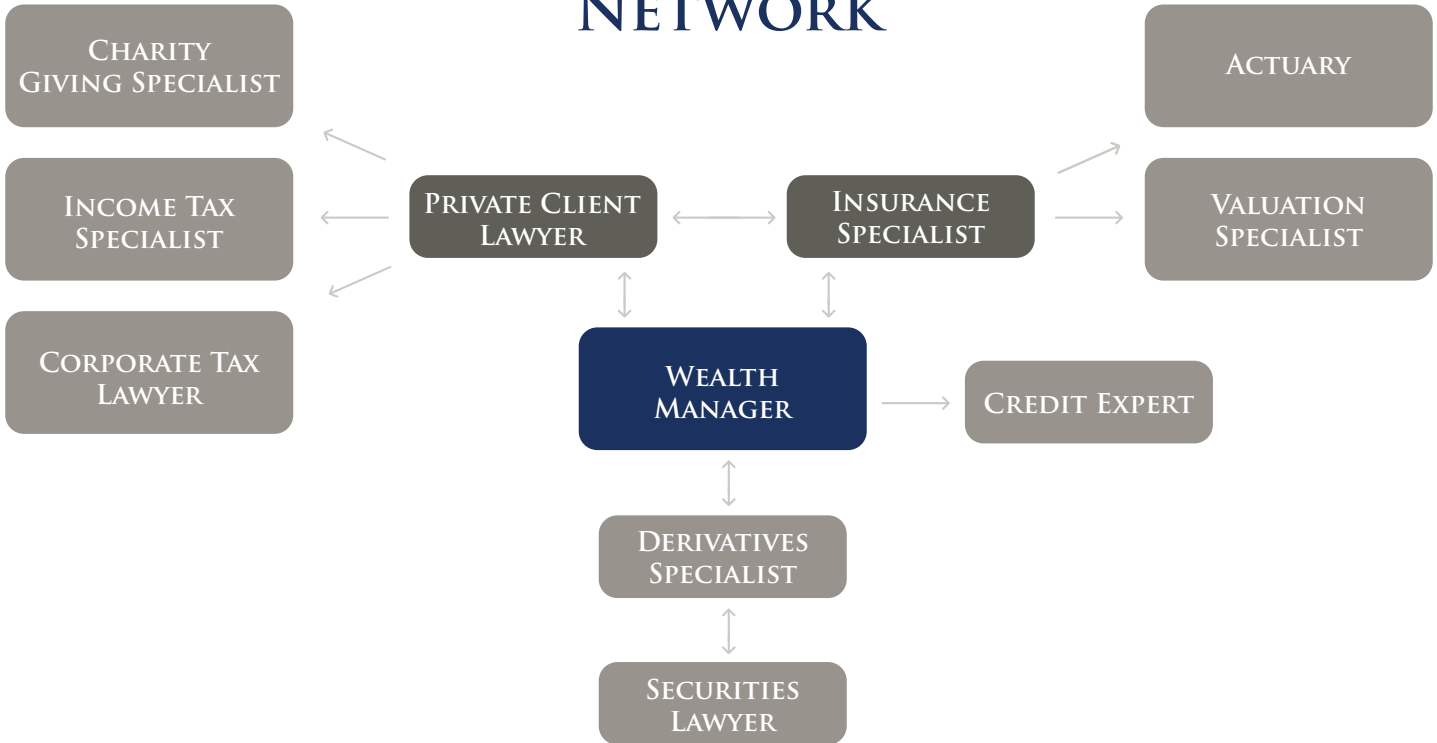 NETWORK
CHARITY
GIVING SPECIALIST
ACTUARY
INCOME TAX
SPECIALIST
PRIVATE CLIENT
LAWYER
INSURANCE
SPECIALIST
VALUATION
SPECIALIST
CORPORATE TAX
LAWYER
WEALTH
MANAGER
CREDIT EXPERT
DERIVATIVES
SPECIALIST
SECURITIES
LAWYER